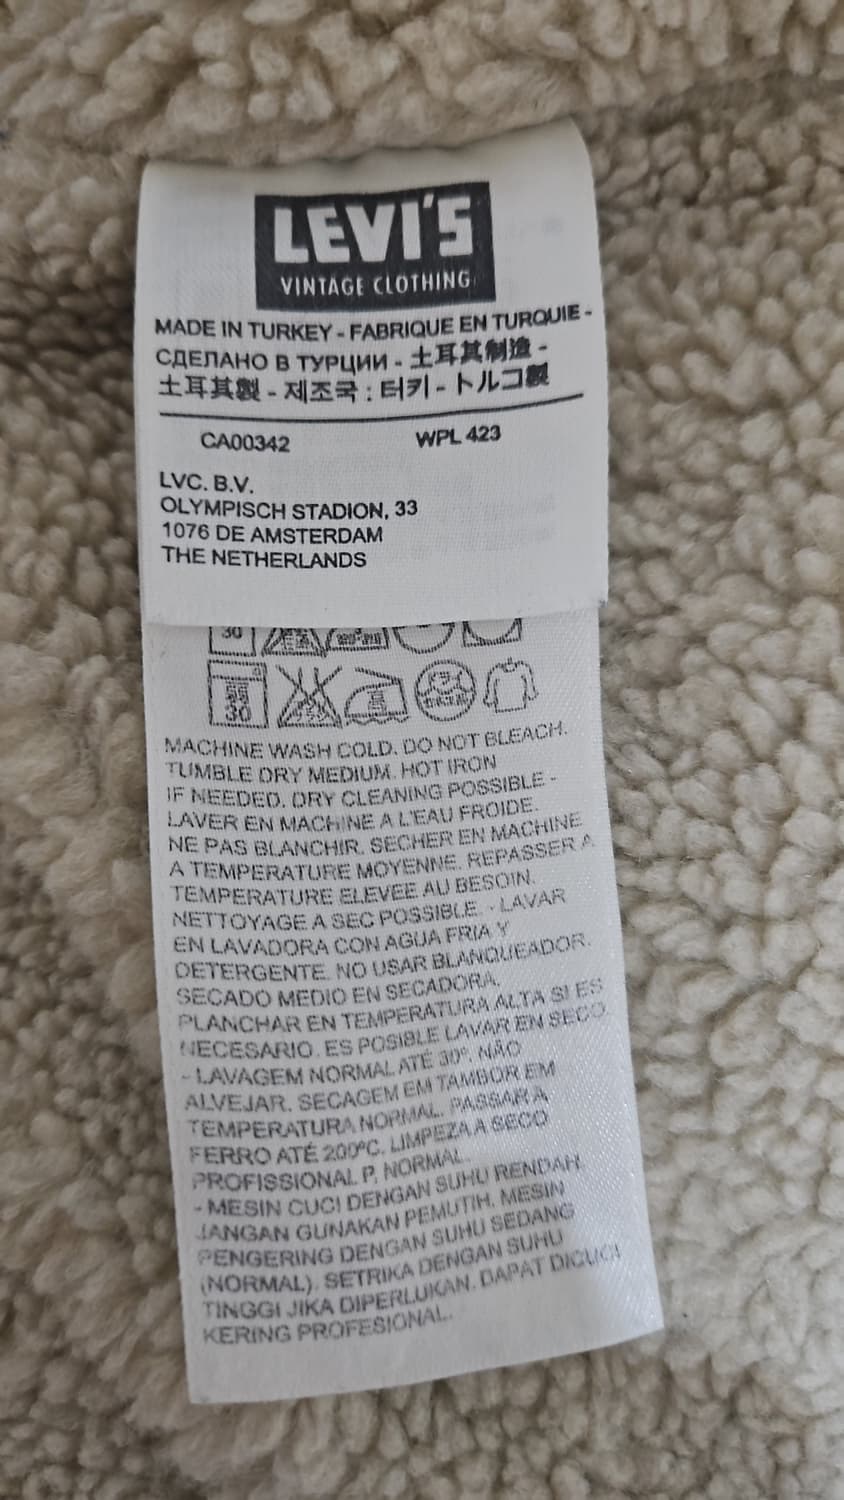 LEVI'S
VINTAGE CLOTHING
MADE IN TURKEY - FABRIQUE EN TURQUIE -
СДЕЛАНО В ТУРЦИИ - 土耳其制造 -
土耳其製 - 제조국 : 터키 - トルコ製
CA00342 WPL 423
LVC. B.V.
OLYMPISCH STADION, 33
1076 DE AMSTERDAM
THE NETHERLANDS
30
30
MACHINE WASH COLD. DO NOT BLEACH.
TUMBLE DRY MEDIUM. HOT IRON
IF NEEDED. DRY CLEANING POSSIBLE -
LAVER EN MACHINE A L'EAU FROIDE.
NE PAS BLANCHIR. SECHER EN MACHINE
A TEMPERATURE MOYENNE. REPASSER A
TEMPERATURE ELEVEE AU BESOIN.
NETTOYAGE A SEC POSSIBLE. - LAVAR
EN LAVADORA CON AGUA FRIA Y
DETERGENTE. NO USAR BLANQUEADOR.
SECADO MEDIO EN SECADORA.
PLANCHAR EN TEMPERATURA ALTA SI ES
NECESARIO. ES POSIBLE LAVAR EN SECO.
- LAVAGEM NORMAL ATÉ 30°. NÃO
ALVEJAR. SECAGEM EM TAMBOR EM
TEMPERATURA NORMAL. PASSAR A
FERRO ATÉ 200ºC. LIMPEZA A SECO
PROFISSIONAL P, NORMAL.
- MESIN CUCI DENGAN SUHU RENDAH.
JANGAN GUNAKAN PEMUTIH. MESIN
PENGERING DENGAN SUHU SEDANG
(NORMAL). SETRIKA DENGAN SUHU
TINGGI JIKA DIPERLUKAN. DAPAT DICUCI
KERING PROFESIONAL.